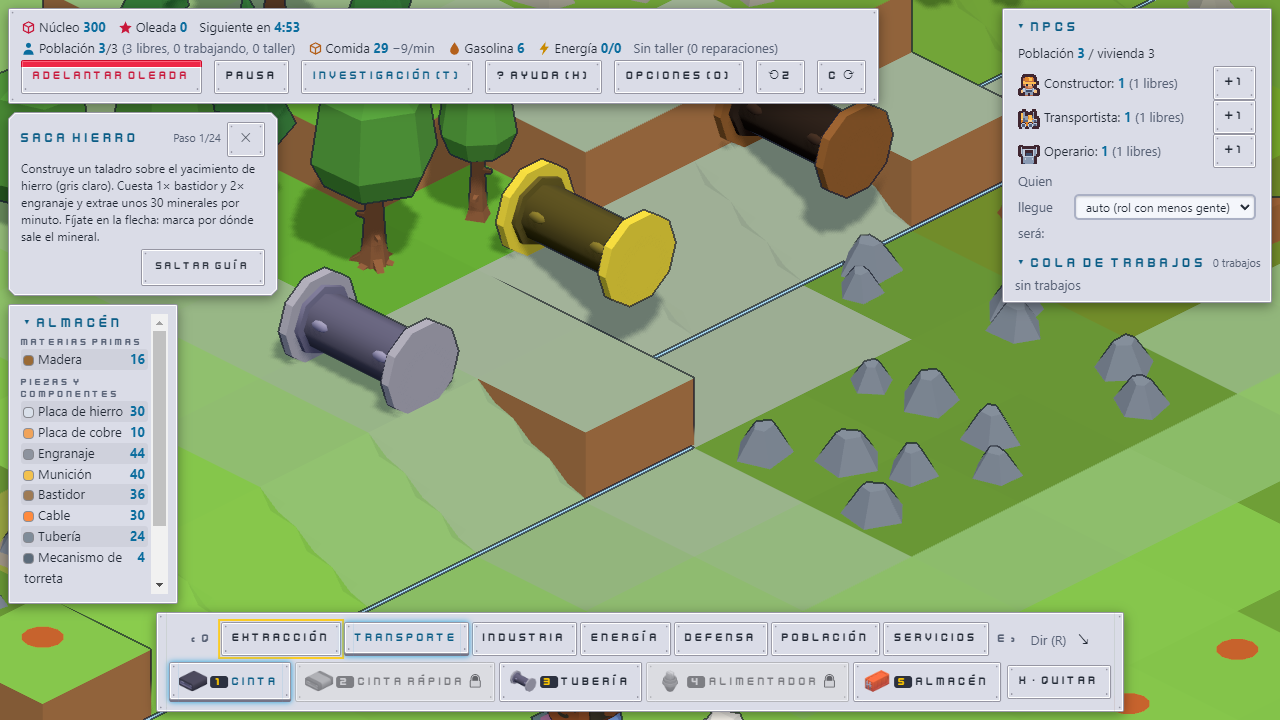 Núcleo 300 Oleada 0 Siguiente en 4:53
Población 3/3 (3 libres, 0 trabajando, 0 taller) Comida 29 −9/min Gasolina 6 Energía 0/0 Sin taller (0 reparaciones)
ADELANTAR OLEADA PAUSA INVESTIGACIÓN (T) ? AYUDA (H) OPCIONES (O) ⟲2 C ⟳
SACA HIERRO Paso 1/24 ×
Construye un taladro sobre el yacimiento de
hierro (gris claro). Cuesta 1× bastidor y 2×
engranaje y extrae unos 30 minerales por
minuto. Fíjate en la flecha: marca por dónde
sale el mineral.
SALTAR GUÍA
▾ ALMACÉN
MATERIAS PRIMAS
Madera 16
PIEZAS Y
COMPONENTES
Placa de hierro 30
Placa de cobre 10
Engranaje 44
Munición 40
Bastidor 36
Cable 30
Tubería 24
Mecanismo de 4
torreta
▾ NPCS
Población 3 / vivienda 3
Constructor: 1 (1 libres) +1
Transportista: 1 (1 libres) +1
Operario: 1 (1 libres) +1
Quien
llegue auto (rol con menos gente)
será:
▾ COLA DE TRABAJOS 0 trabajos
sin trabajos
‹ Q EXTRACCIÓN TRANSPORTE INDUSTRIA ENERGÍA DEFENSA POBLACIÓN SERVICIOS E › Dir (R) ↘
1 CINTA 2 CINTA RÁPIDA 3 TUBERÍA 4 ALIMENTADOR 5 ALMACÉN X · QUITAR